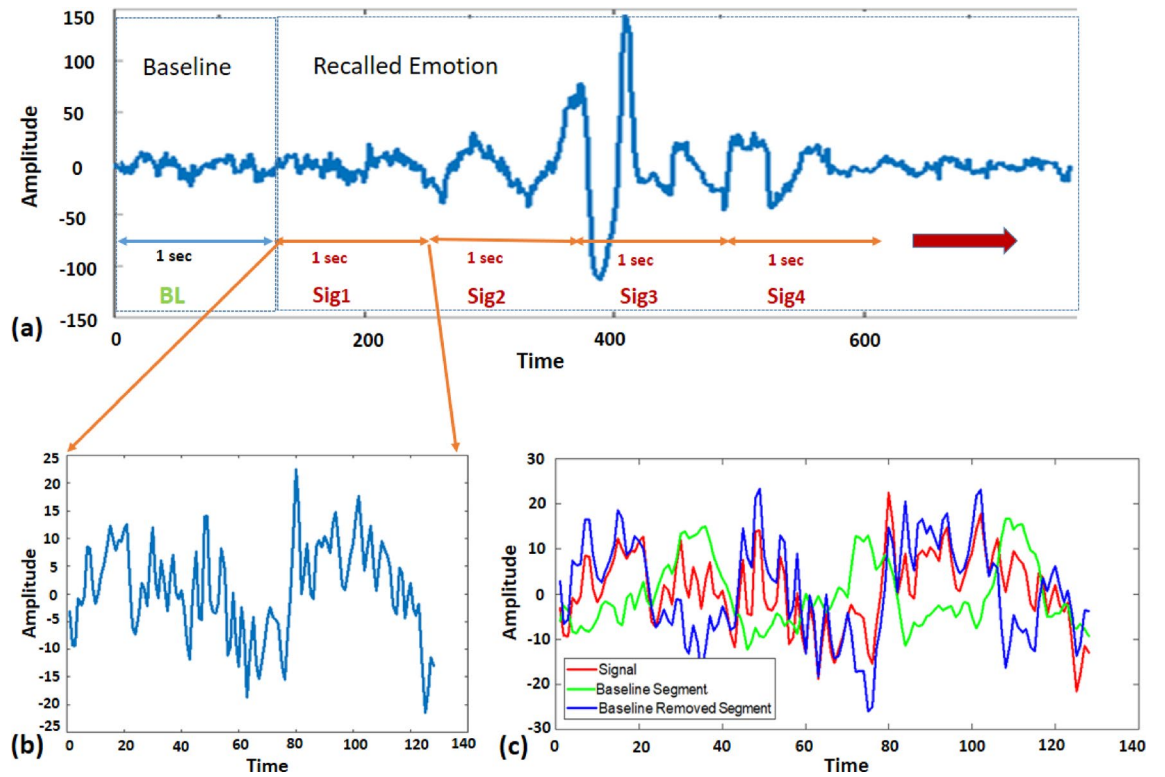 150
100
50
0
-50
-100
-150
Amplitude
Baseline
Recalled Emotion
1 sec
1 sec
1 sec
1 sec
1 sec
BL
Sig1
Sig2
Sig3
Sig4
(a)
0
200
400
600
Time
25
20
15
10
5
0
-5
-10
-15
-20
-25
Amplitude
0
20
40
60
80
100
120
140
(b)
Time
30
20
10
0
-10
-20
-30
Amplitude
Signal
Baseline Segment
Baseline Removed Segment
0
20
40
60
80
100
120
140
(c)
Time